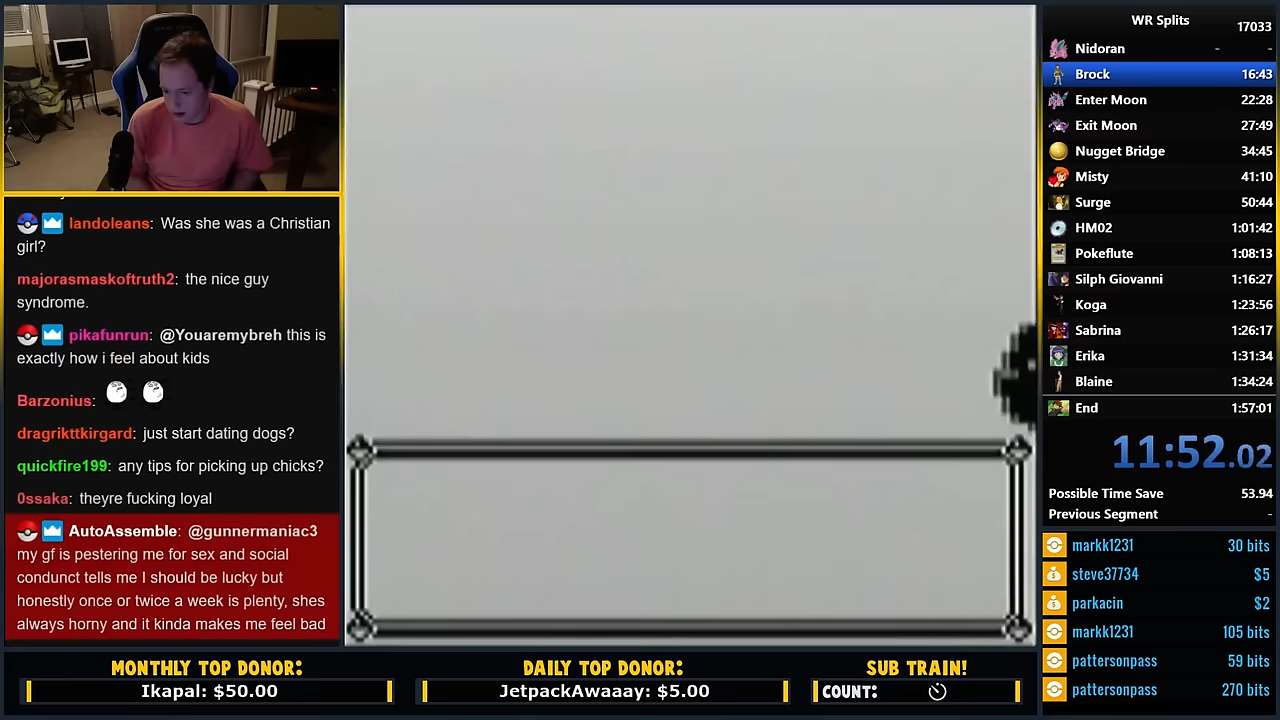 landoleans: Was she was a Christian
girl?
majorasmaskoftruth2: the nice guy
syndrome.
pikafunrun: @Youaremybreh this is
exactly how i feel about kids
Barzonius:
dragrikttkirgard: just start dating dogs?
quickfire199: any tips for picking up chicks?
0ssaka: theyre fucking loyal
AutoAssemble: @gunnermaniac3
my gf is pestering me for sex and social
condunct tells me I should be lucky but
honestly once or twice a week is plenty, shes
always horny and it kinda makes me feel bad
WR Splits 17033
Nidoran - -
Brock 16:43
Enter Moon 22:28
Exit Moon 27:49
Nugget Bridge 34:45
Misty 41:10
Surge 50:44
HM02 1:01:42
Pokeflute 1:08:13
Silph Giovanni 1:16:27
Koga 1:23:56
Sabrina 1:26:17
Erika 1:31:34
Blaine 1:34:24
End 1:57:01
11:52.02
Possible Time Save 53.94
Previous Segment -
markk1231 30 bits
steve37734 $5
parkacin $2
markk1231 105 bits
pattersonpass 59 bits
pattersonpass 270 bits
MONTHLY TOP DONOR:
Ikapal: $50.00
DAILY TOP DONOR:
JetpackAwaaay: $5.00
SUB TRAIN!
COUNT: